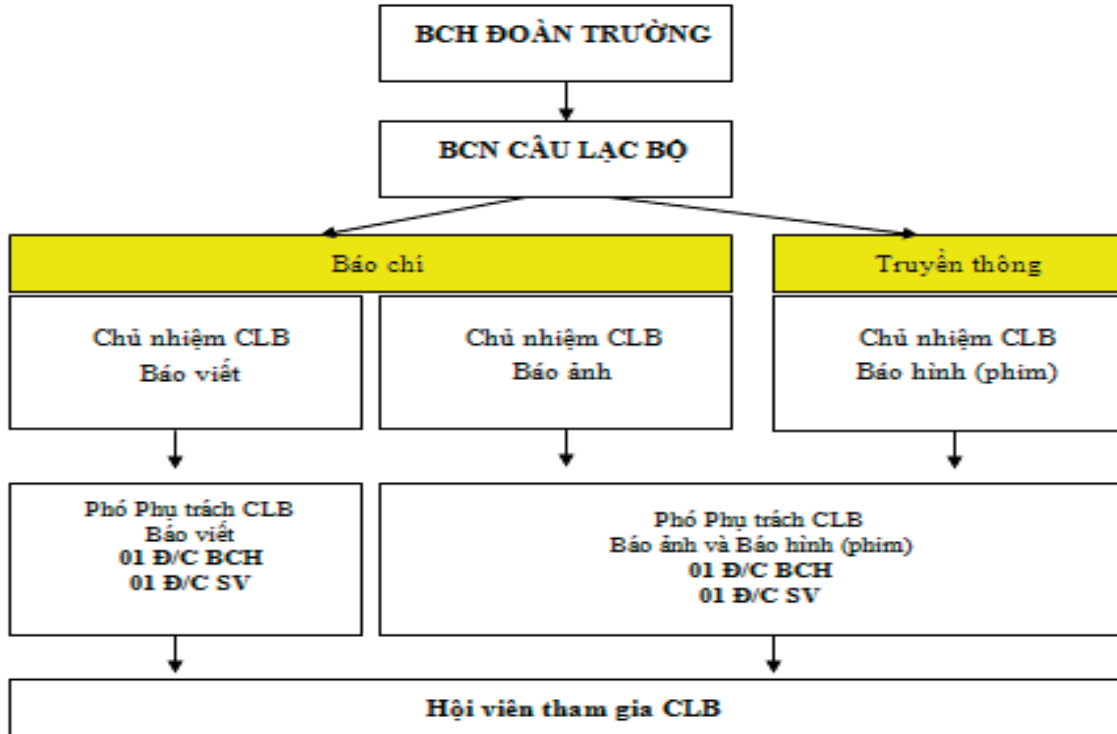 BCH ĐOÀN TRƯỜNG
BCN CÂU LẠC BỘ
Báo chi
Truyền thông
Chủ nhiệm CLB
Báo viết
Chủ nhiệm CLB
Báo ảnh
Chủ nhiệm CLB
Báo hình (phim)
Phó Phụ trách CLB
Báo viết
01 Đ/C BCH
01 Đ/C SV
Phó Phụ trách CLB
Báo ảnh và Báo hình (phim)
01 Đ/C BCH
01 Đ/C SV
Hội viên tham gia CLB